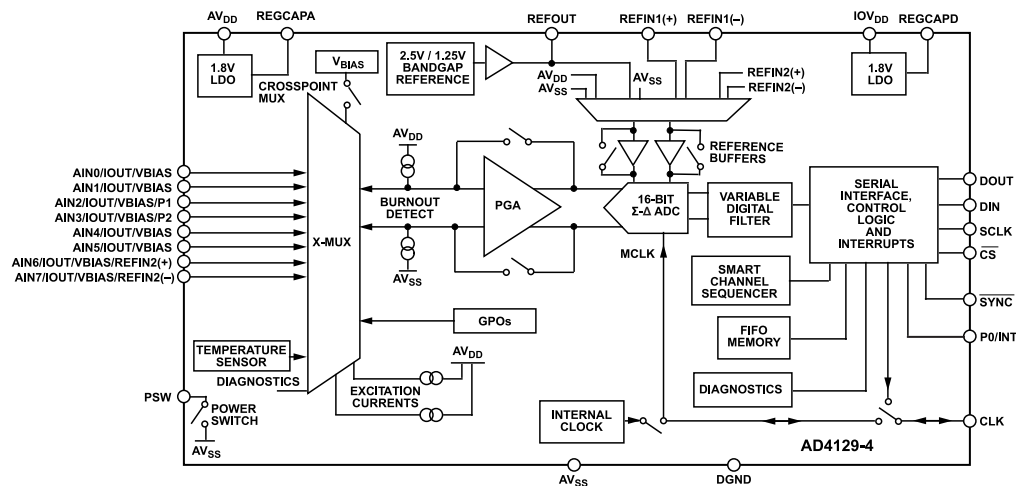 AVDD
REGCAPA
REFOUT
REFIN1(+)
REFIN1(–)
IOVDD
REGCAPD
1.8V
LDO
VBIAS
CROSSPOINT
MUX
2.5V / 1.25V
BANDGAP
REFERENCE
AVDD
AVSS
AVSS
REFIN2(+)
REFIN2(–)
1.8V
LDO
REFERENCE
BUFFERS
AIN0/IOUT/VBIAS
AIN1/IOUT/VBIAS
AIN2/IOUT/VBIAS/P1
AIN3/IOUT/VBIAS/P2
AIN4/IOUT/VBIAS
AIN5/IOUT/VBIAS
AIN6/IOUT/VBIAS/REFIN2(+)
AIN7/IOUT/VBIAS/REFIN2(–)
X-MUX
AVDD
BURNOUT
DETECT
AVSS
PGA
16-BIT
Σ-Δ ADC
VARIABLE
DIGITAL
FILTER
SERIAL
INTERFACE,
CONTROL
LOGIC
AND
INTERRUPTS
DOUT
DIN
SCLK
CS
SYNC
P0/INT
MCLK
SMART
CHANNEL
SEQUENCER
GPOs
FIFO
MEMORY
TEMPERATURE
SENSOR
DIAGNOSTICS
AVDD
EXCITATION
CURRENTS
DIAGNOSTICS
PSW
POWER
SWITCH
AVSS
INTERNAL
CLOCK
CLK
AD4129-4
AVSS
DGND